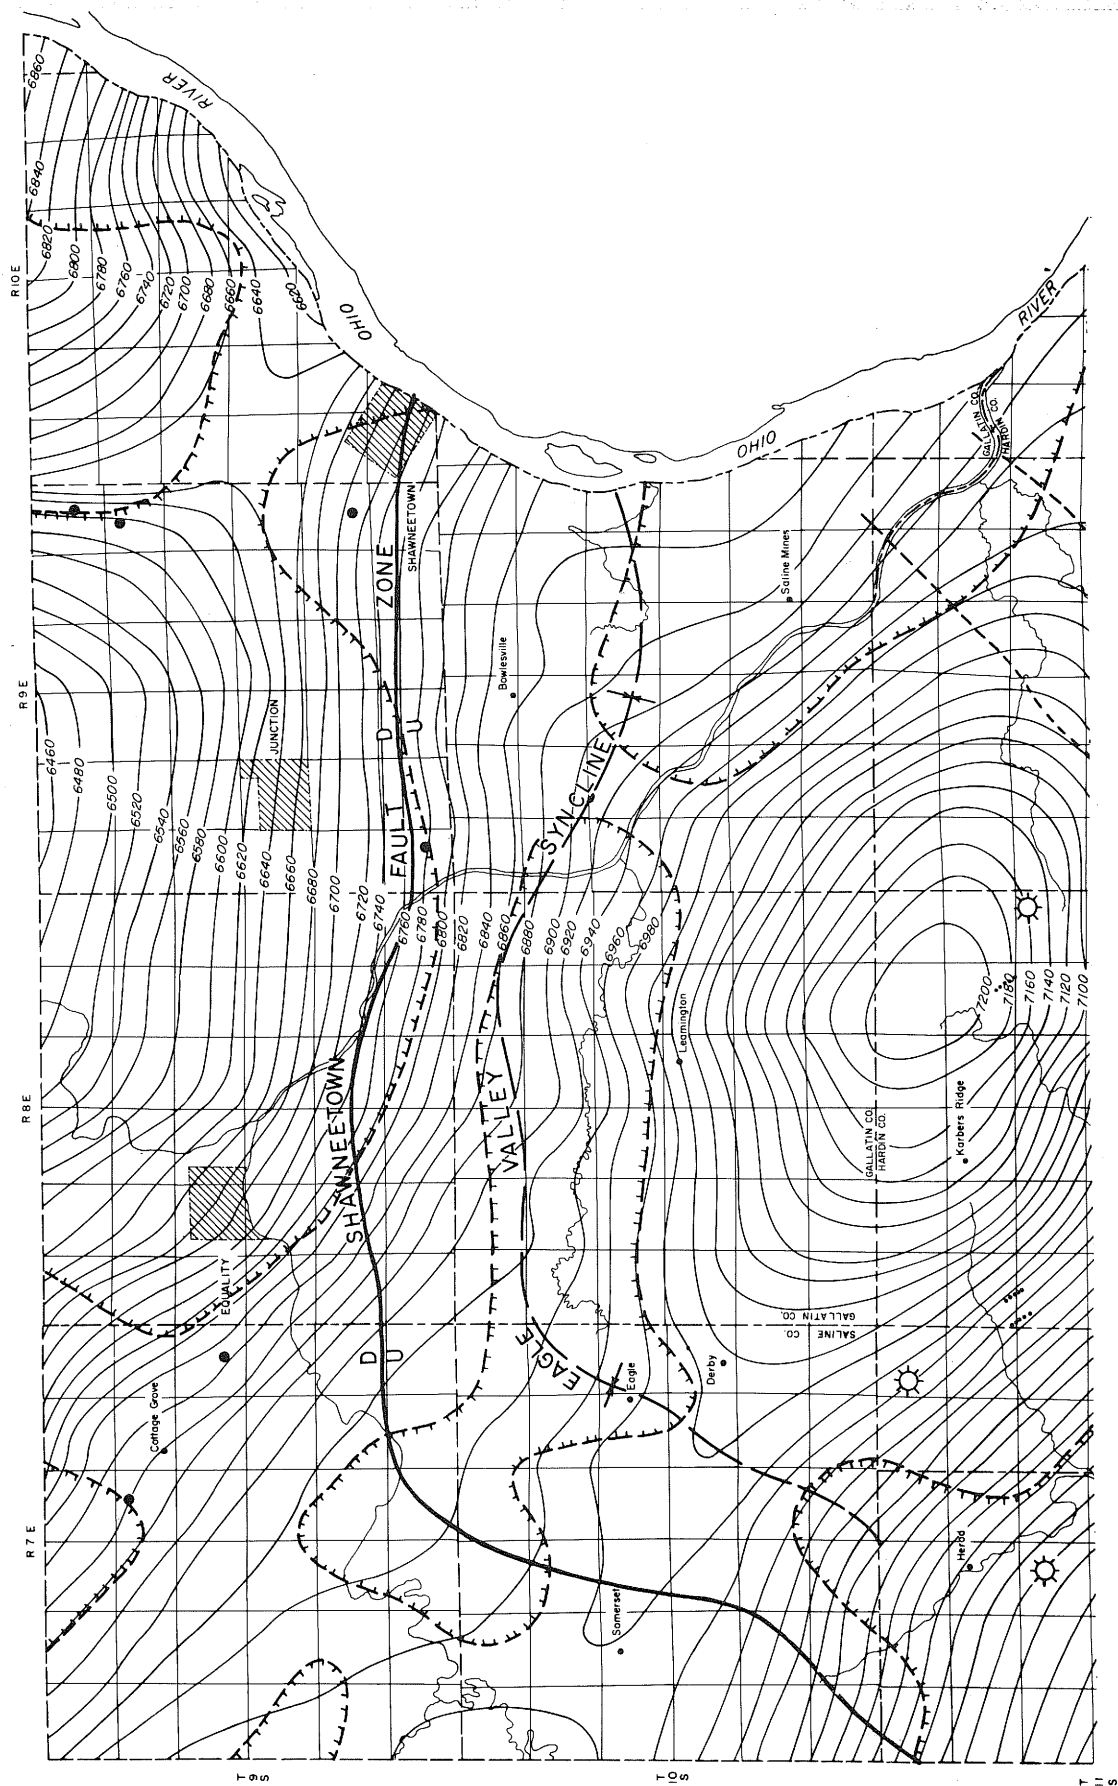 R10E
R9E
R8E
R7E
T
9
S
T
10
S
T
11
S
RIVER
OHIO
OHIO
RIVER
6860
6840
6820
6800
6780
6760
6740
6720
6700
6680
6660
6640
6620
SHAWNEETOWN
ZONE
D
U
FAULT
SHAWNEETOWN
JUNCTION
Bowlesville
Saline Mines
GALLATIN CO.
HARDIN CO.
6460
6480
6500
6520
6540
6560
6580
6600
6620
6640
6660
6680
6700
6720
6740
6760
6780
6800
6820
6840
6860
6880
6900
6920
6940
6960
6980
SYNCLINE
VALLEY
EAGLE
Leamington
7200
7180
7160
7140
7120
7100
Karbers Ridge
GALLATIN CO.
HARDIN CO.
EQUALITY
D
U
SALINE CO.
GALLATIN CO.
Cottage Grove
Eagle
Derby
Somerset
Herod